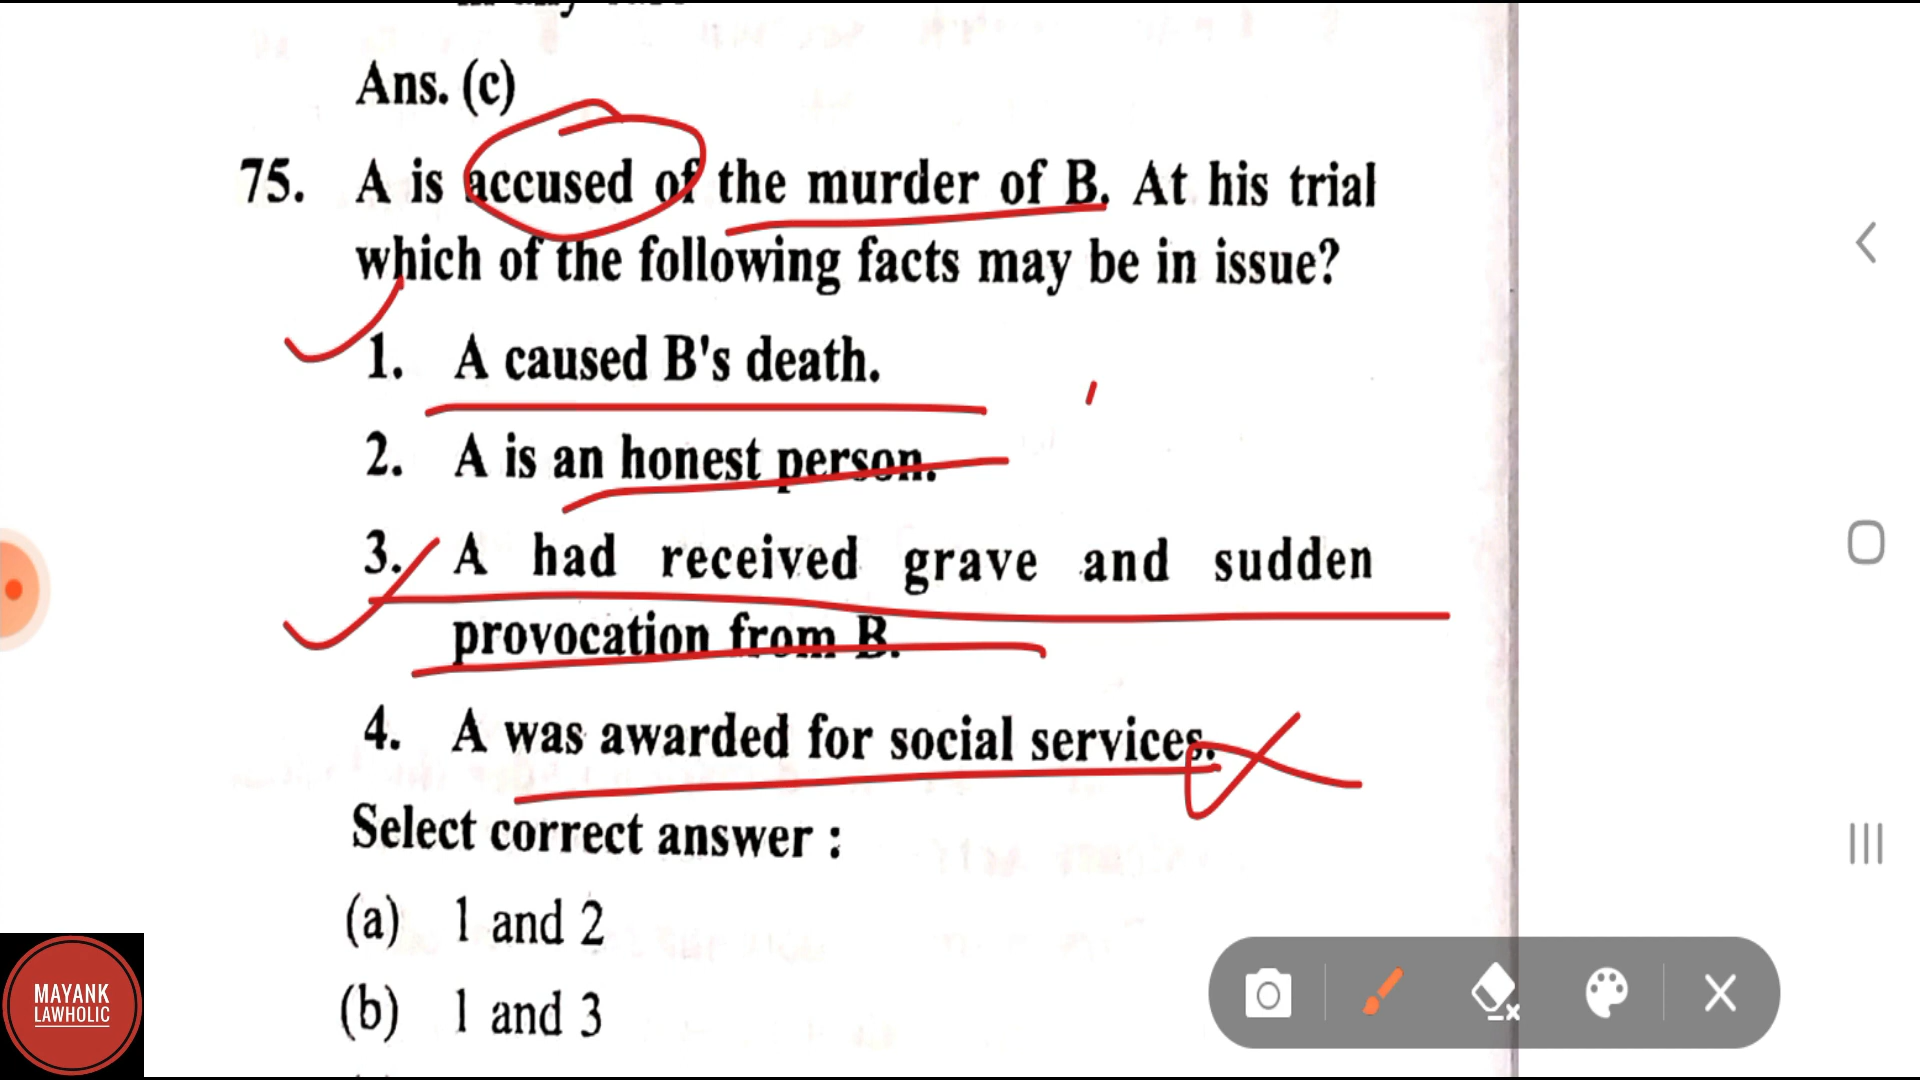 Ans. (c)
75. A is accused of the murder of B. At his trial
which of the following facts may be in issue?
1. A caused B's death.
2. A is an honest person.
3. A had received grave and sudden
provocation from B.
4. A was awarded for social services.
Select correct answer :
(a) 1 and 2
(b) 1 and 3
MAYANK
LAWHOLIC